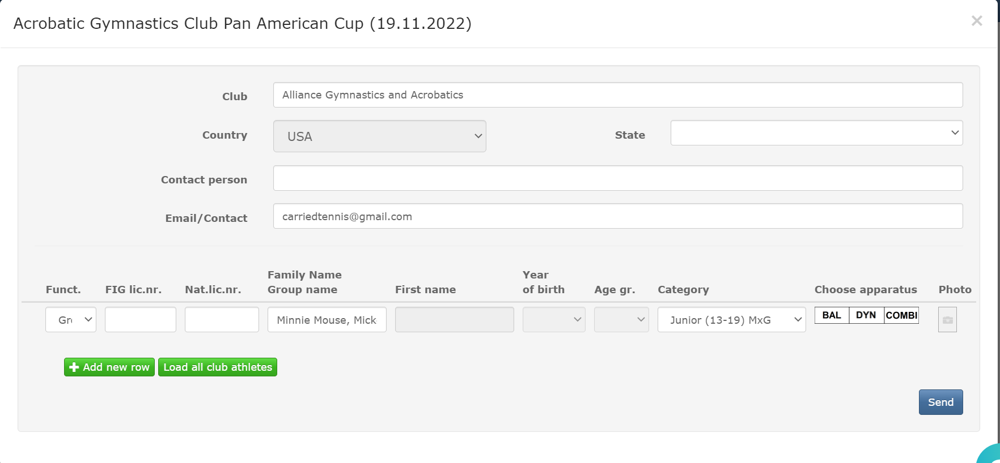 Acrobatic Gymnastics Club Pan American Cup (19.11.2022)
×
Club
Alliance Gymnastics and Acrobatics
Country
USA
State
Contact person
Email/Contact
carriedtennis@gmail.com
Funct.
FIG lic.nr.
Nat.lic.nr.
Family Name
Group name
First name
Year
of birth
Age gr.
Category
Choose apparatus
Photo
Minnie Mouse, Mick
Junior (13-19) MxG
BAL
DYN
COMBI
Add new row
Load all club athletes
Send